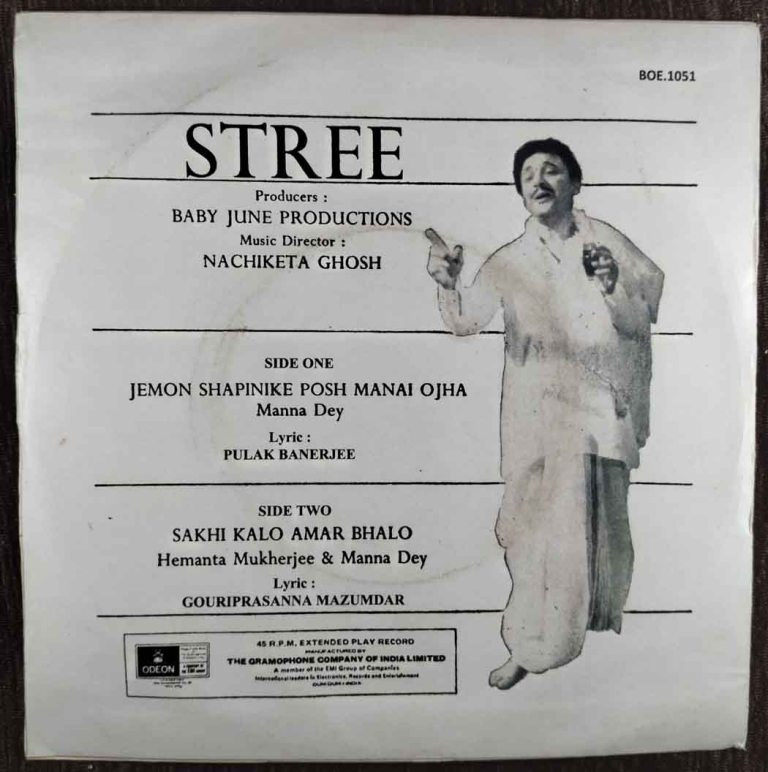 BOE.1051
STREE
Producers :
BABY JUNE PRODUCTIONS
Music Director :
NACHIKETA GHOSH
SIDE ONE
JEMON SHAPINIKE POSH MANAI OJHA
Manna Dey
Lyric :
PULAK BANERJEE
SIDE TWO
SAKHI KALO AMAR BHALO
Hemanta Mukherjee & Manna Dey
Lyric :
GOURIPRASANNA MAZUMDAR
ODEON
45 R.P.M. EXTENDED PLAY RECORD
MANUFACTURED BY
THE GRAMOPHONE COMPANY OF INDIA LIMITED
A member of the EMI Group of Companies
International leaders in Electronics, Records and Entertainment
DUM DUM • INDIA